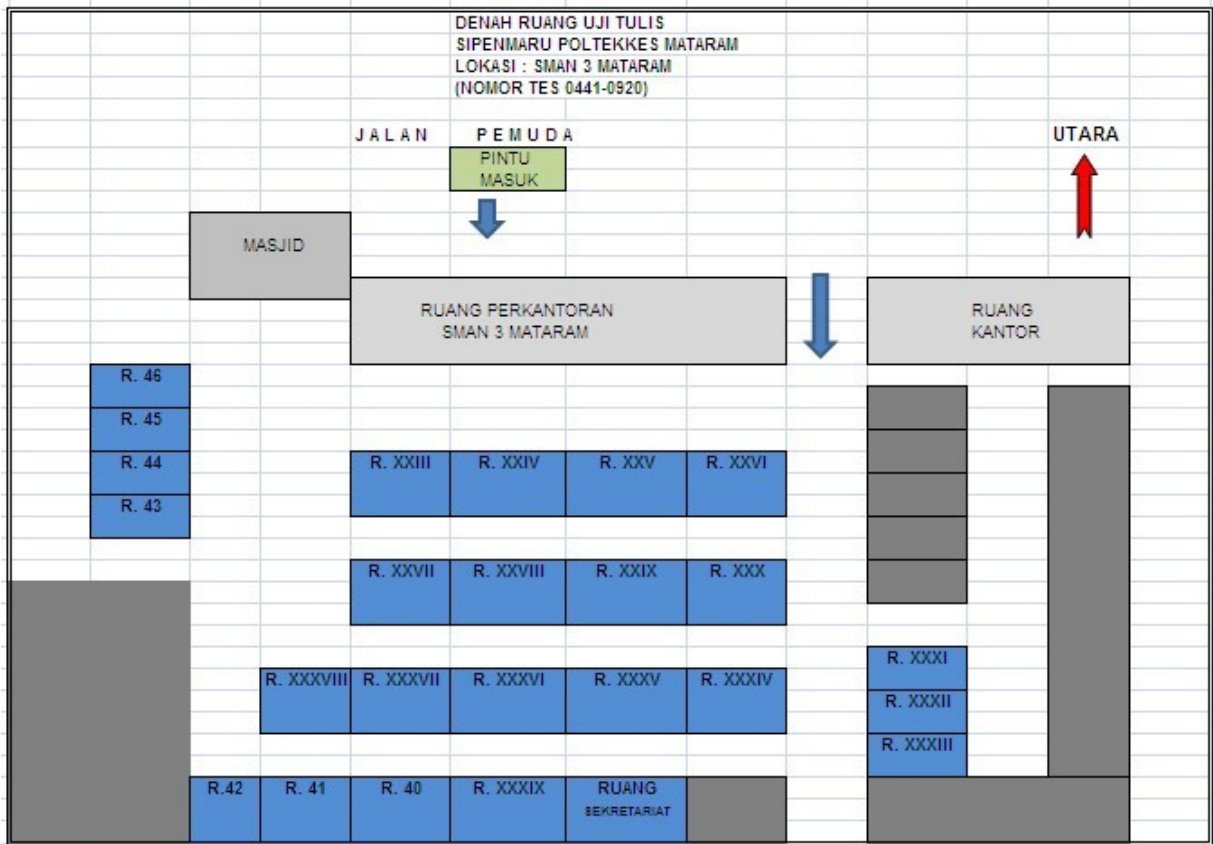 DENAH RUANG UJI TULIS
SIPENMARU POLTEKKES MATARAM
LOKASI : SMAN 3 MATARAM
(NOMOR TES 0441-0920)
JALAN PEMUDA
UTARA
PINTU
MASUK
MASJID
RUANG PERKANTORAN
SMAN 3 MATARAM
RUANG
KANTOR
R. 46
R. 45
R. 44
R. 43
R. XXIII R. XXIV R. XXV R. XXVI
R. XXVII R. XXVIII R. XXIX R. XXX
R. XXXI
R. XXXII
R. XXXIII
R. XXXVIII R. XXXVII R. XXXVI R. XXXV R. XXXIV
R.42 R. 41 R. 40 R. XXXIX RUANG
SEKRETARIAT